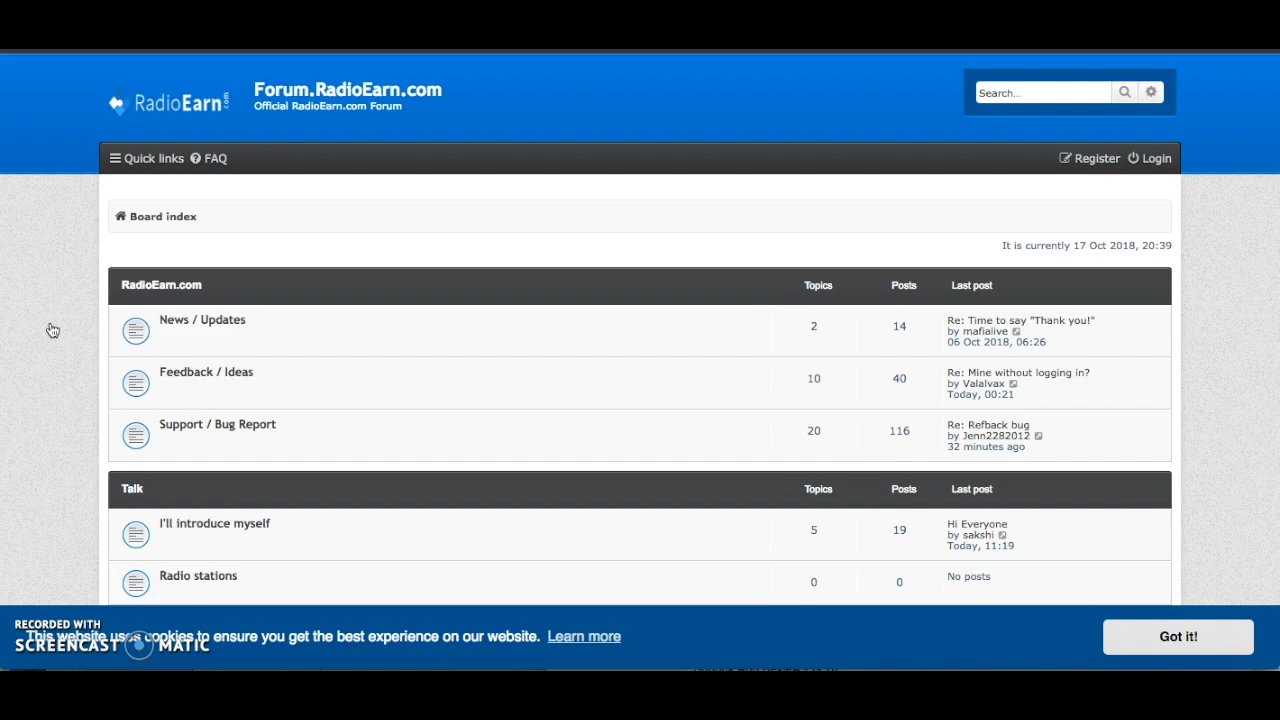 RadioEarn.com
Forum.RadioEarn.com
Official RadioEarn.com Forum
Search...
Quick links FAQ
Register Login
Board index
It is currently 17 Oct 2018, 20:39
RadioEarn.com Topics Posts Last post
News / Updates 2 14 Re: Time to say "Thank you!"
by mafialive
06 Oct 2018, 06:26
Feedback / Ideas 10 40 Re: Mine without logging in?
by Valalvax
Today, 00:21
Support / Bug Report 20 116 Re: Refback bug
by Jenn2282012
32 minutes ago
Talk Topics Posts Last post
I'll introduce myself 5 19 Hi Everyone
by sakshi
Today, 11:19
Radio stations 0 0 No posts
RECORDED WITH
SCREENCAST MATIC
This website uses cookies to ensure you get the best experience on our website. Learn more
Got it!